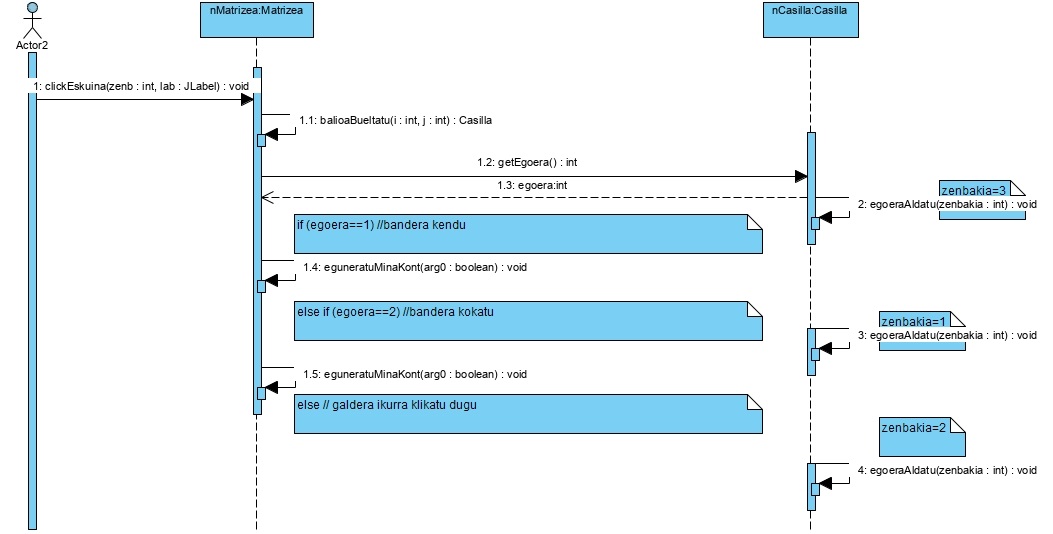 nMatrizea:Matrizea
nCasilla:Casilla
Actor2
1: clickEskuina(zenb : int, lab : JLabel) : void
1.1: balioaBueltatu(i : int, j : int) : Casilla
1.2: getEgoera() : int
1.3: egoera:int
zenbakia=3
2: egoeraAldatu(zenbakia : int) : void
if (egoera==1) //bandera kendu
1.4: eguneratuMinaKont(arg0 : boolean) : void
else if (egoera==2) //bandera kokatu
zenbakia=1
3: egoeraAldatu(zenbakia : int) : void
1.5: eguneratuMinaKont(arg0 : boolean) : void
else // galdera ikurra klikatu dugu
zenbakia=2
4: egoeraAldatu(zenbakia : int) : void